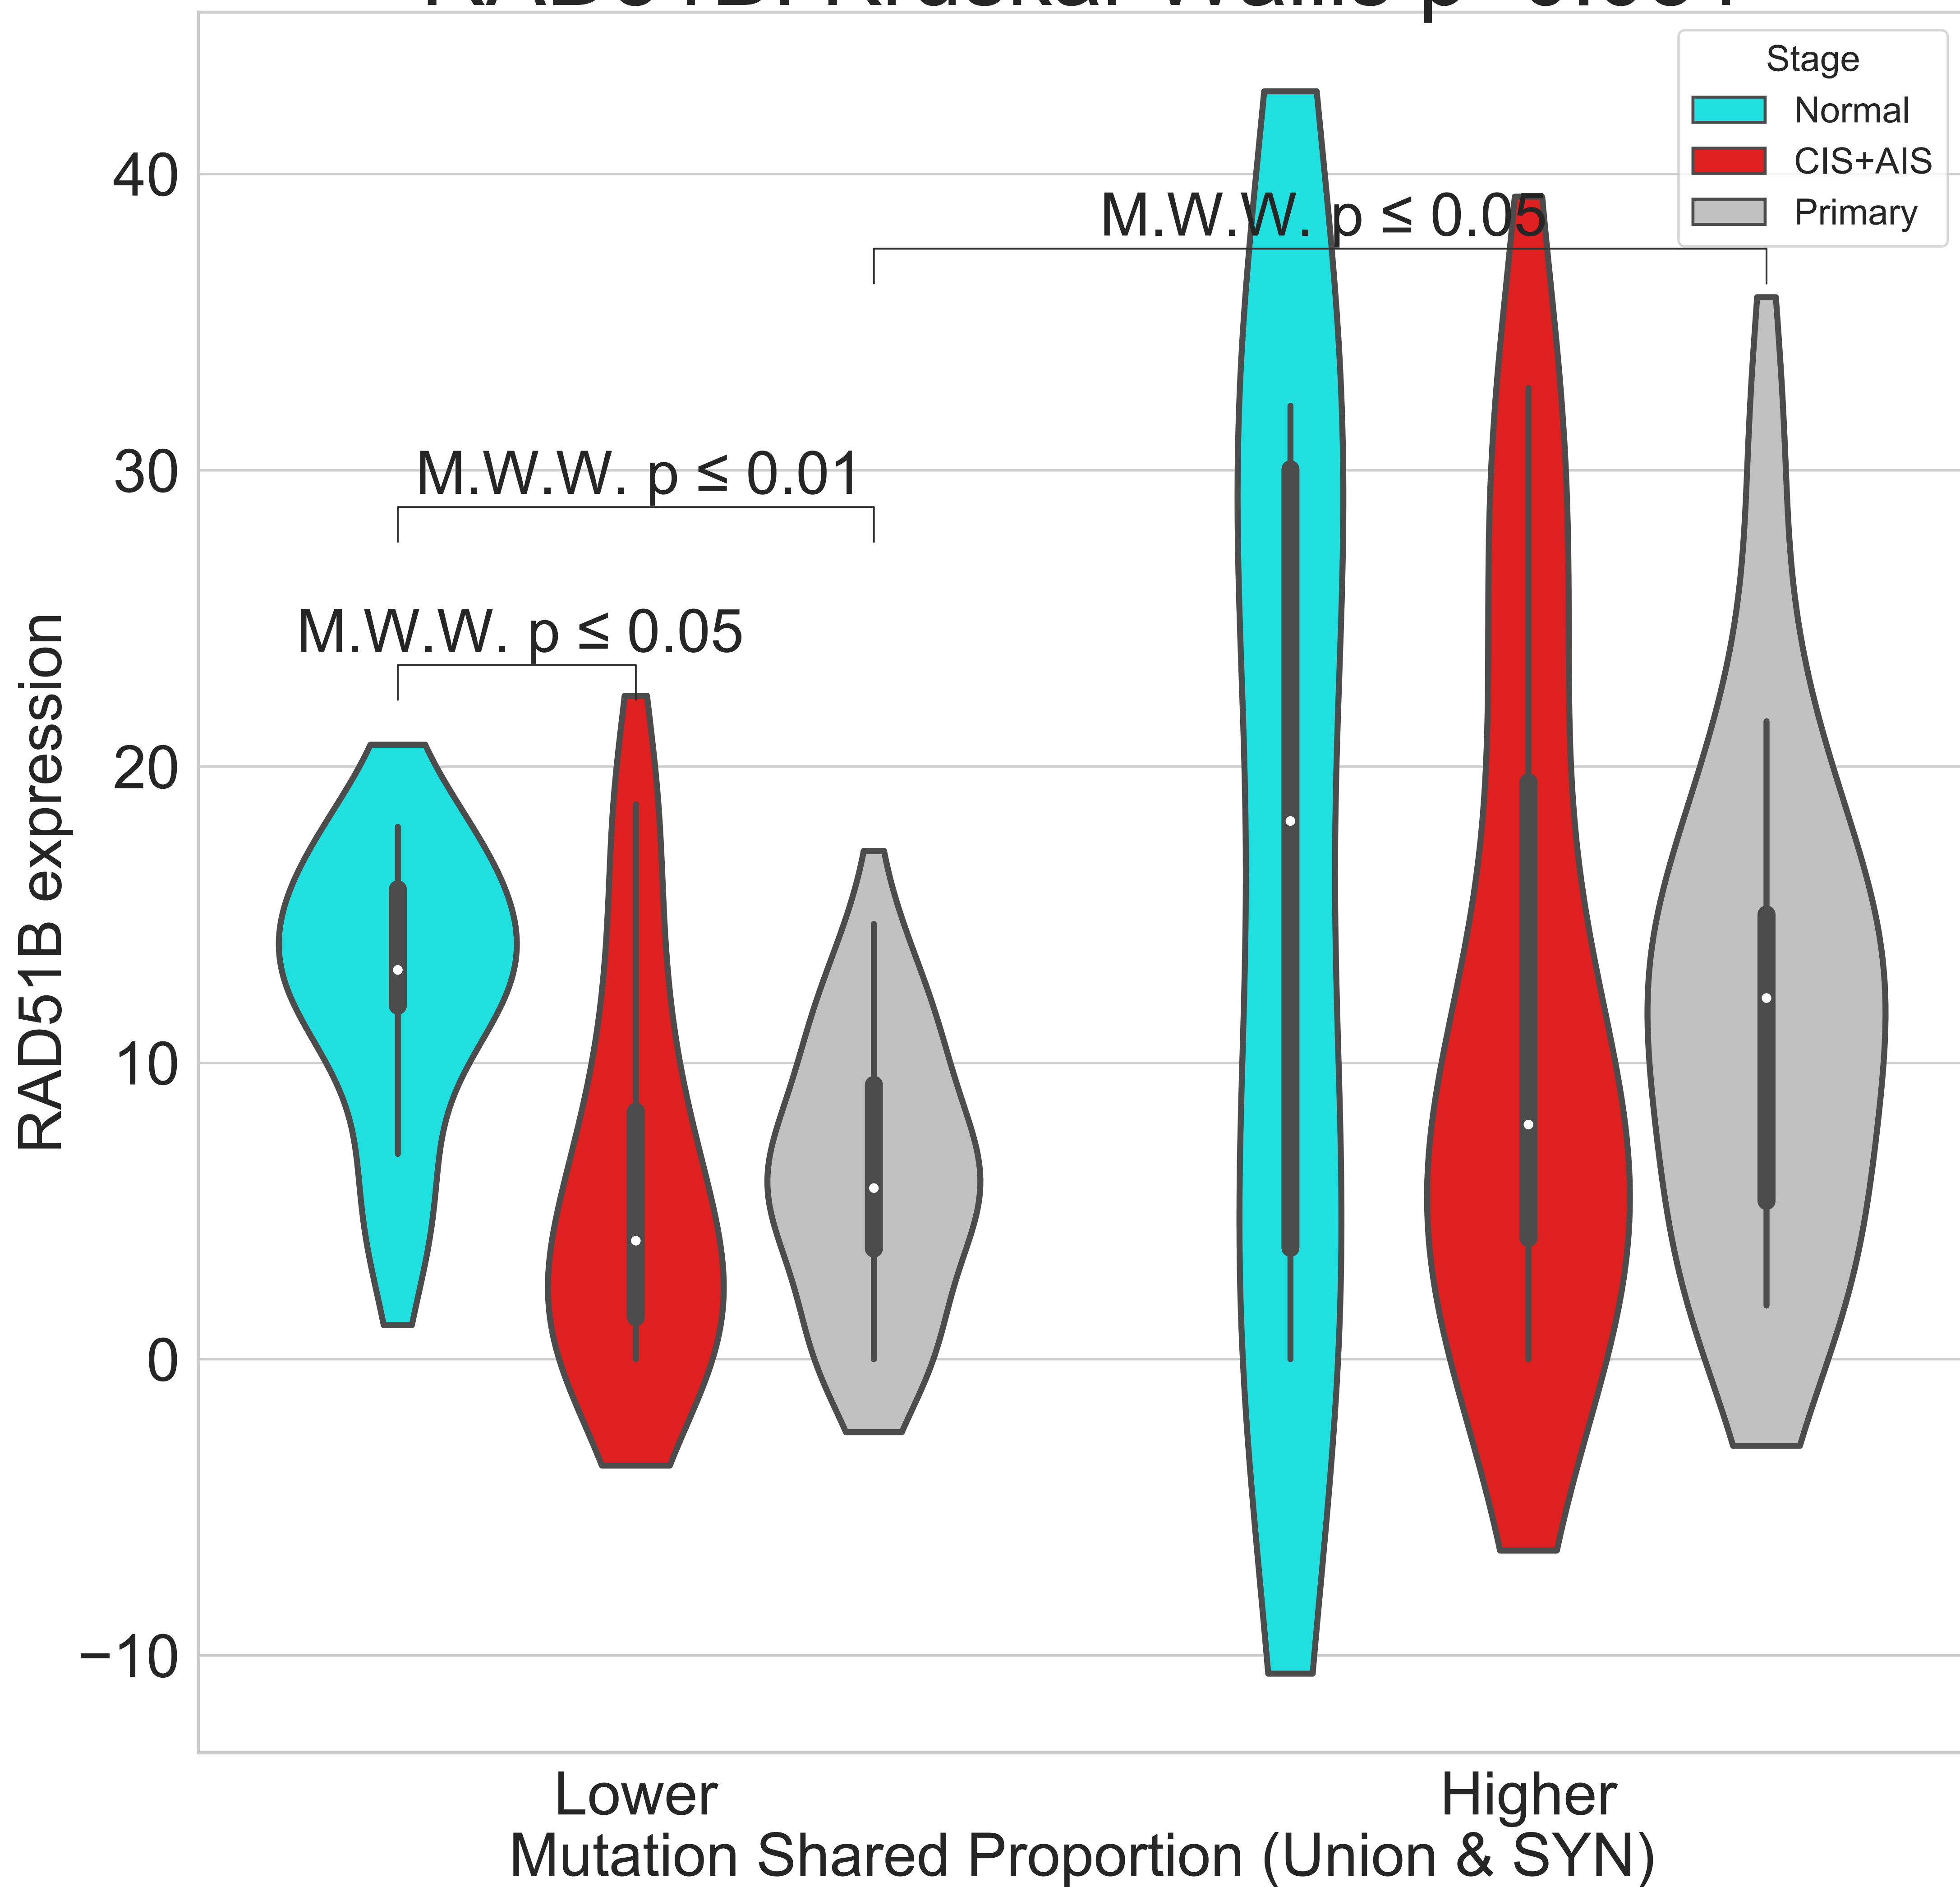 Stage
Normal
CIS+AIS
Primary
M.W.W. p ≤ 0.05
M.W.W. p ≤ 0.01
M.W.W. p ≤ 0.05
40
30
20
10
0
−10
RAD51B expression
Lower
Higher
Mutation Shared Proportion (Union & SYN)